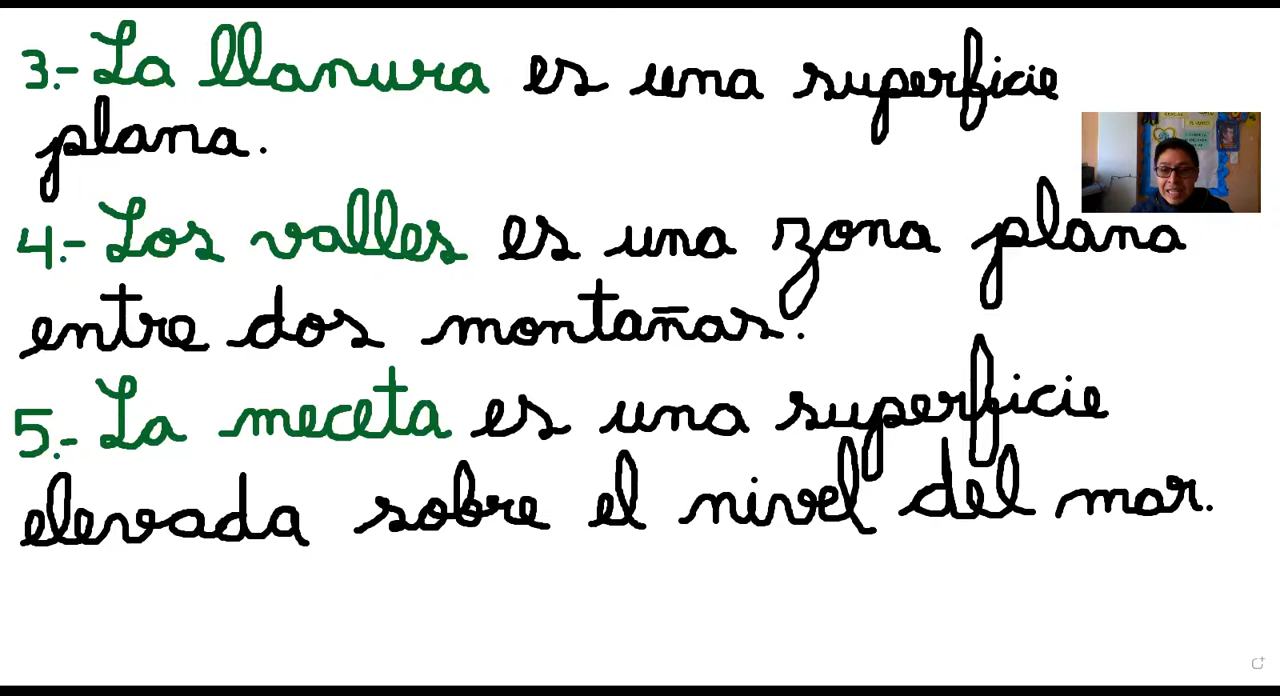 3.- La llanura es una superficie
plana.
4.- Los valles es una zona plana
entre dos montañas.
5.- La meceta es una superficie
elevada sobre el nivel del mar.